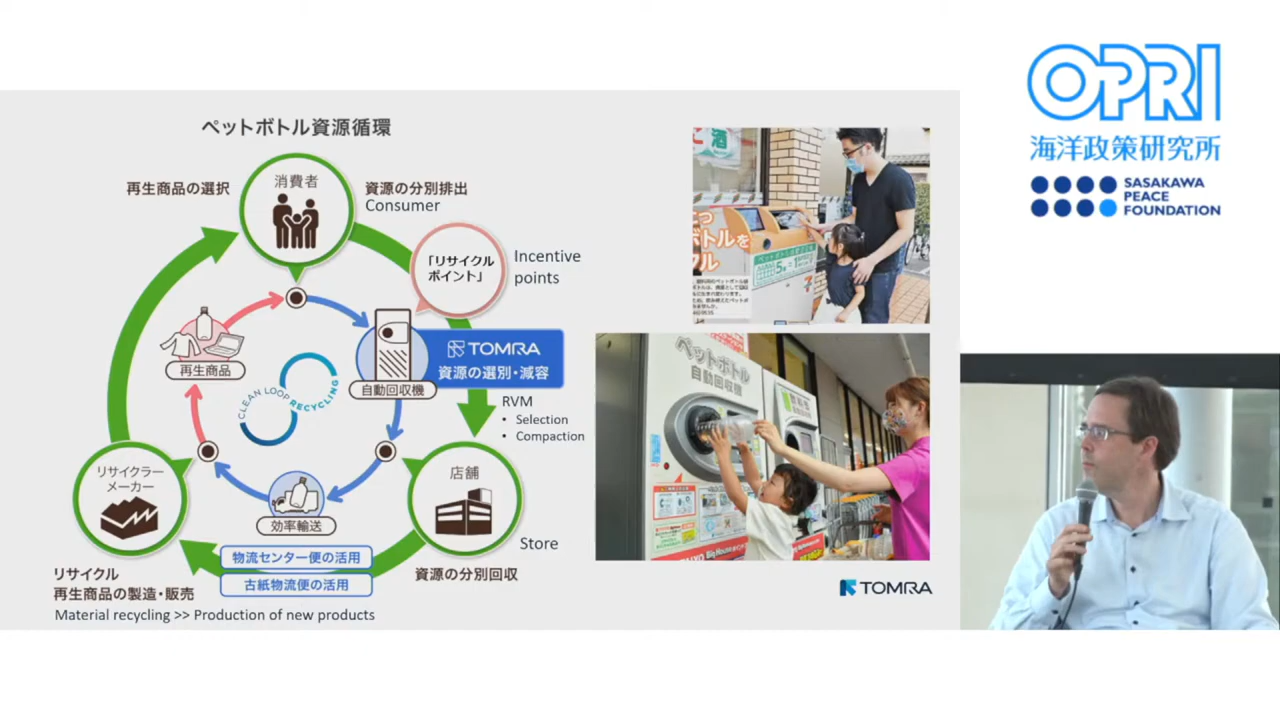 ペットボトル資源循環
再生商品の選択
消費者
資源の分別排出
Consumer
「リサイクル
ポイント」
Incentive
points
TOMRA
資源の選別・減容
自動回収機
再生商品
CLEAN LOOP RECYCLING
RVM
• Selection
• Compaction
リサイクラー
メーカー
店舗
効率輸送
Store
物流センター便の活用
古紙物流便の活用
資源の分別回収
リサイクル
再生商品の製造・販売
Material recycling >> Production of new products
ボトルを
ペットボトル
自動回収機
TOMRA
OPRI
海洋政策研究所
SASAKAWA
PEACE
FOUNDATION